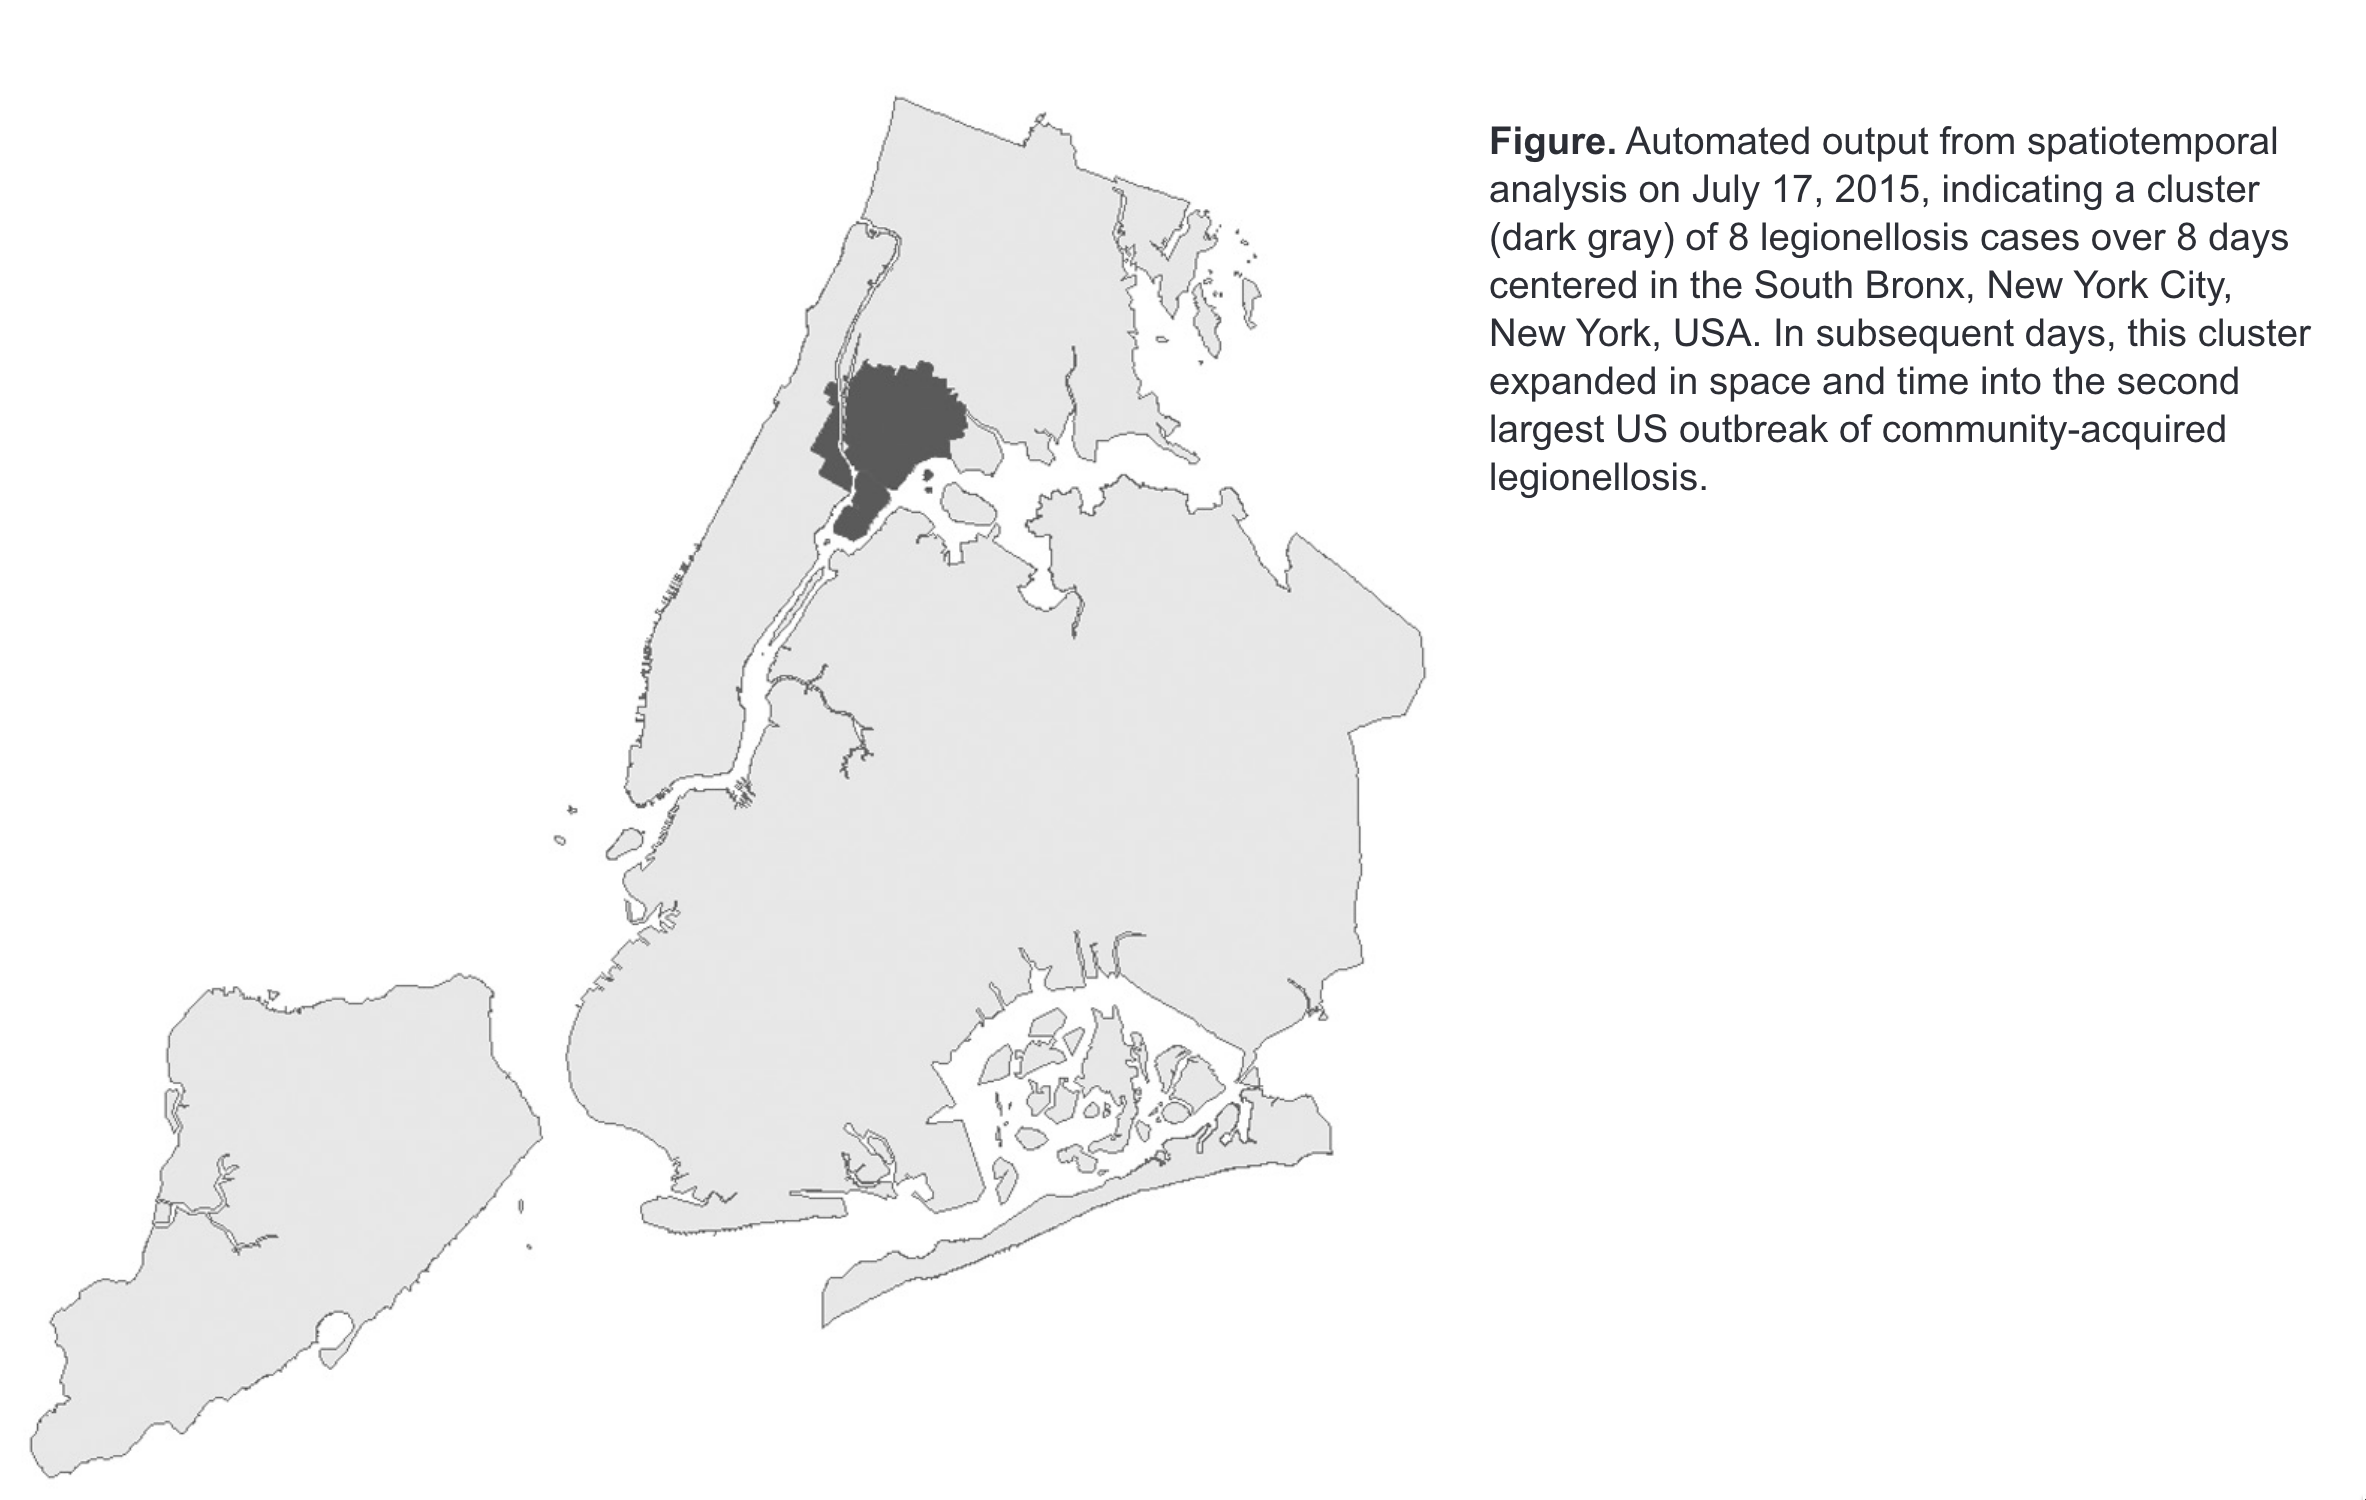 Figure. Automated output from spatiotemporal
analysis on July 17, 2015, indicating a cluster
(dark gray) of 8 legionellosis cases over 8 days
centered in the South Bronx, New York City,
New York, USA. In subsequent days, this cluster
expanded in space and time into the second
largest US outbreak of community-acquired
legionellosis.